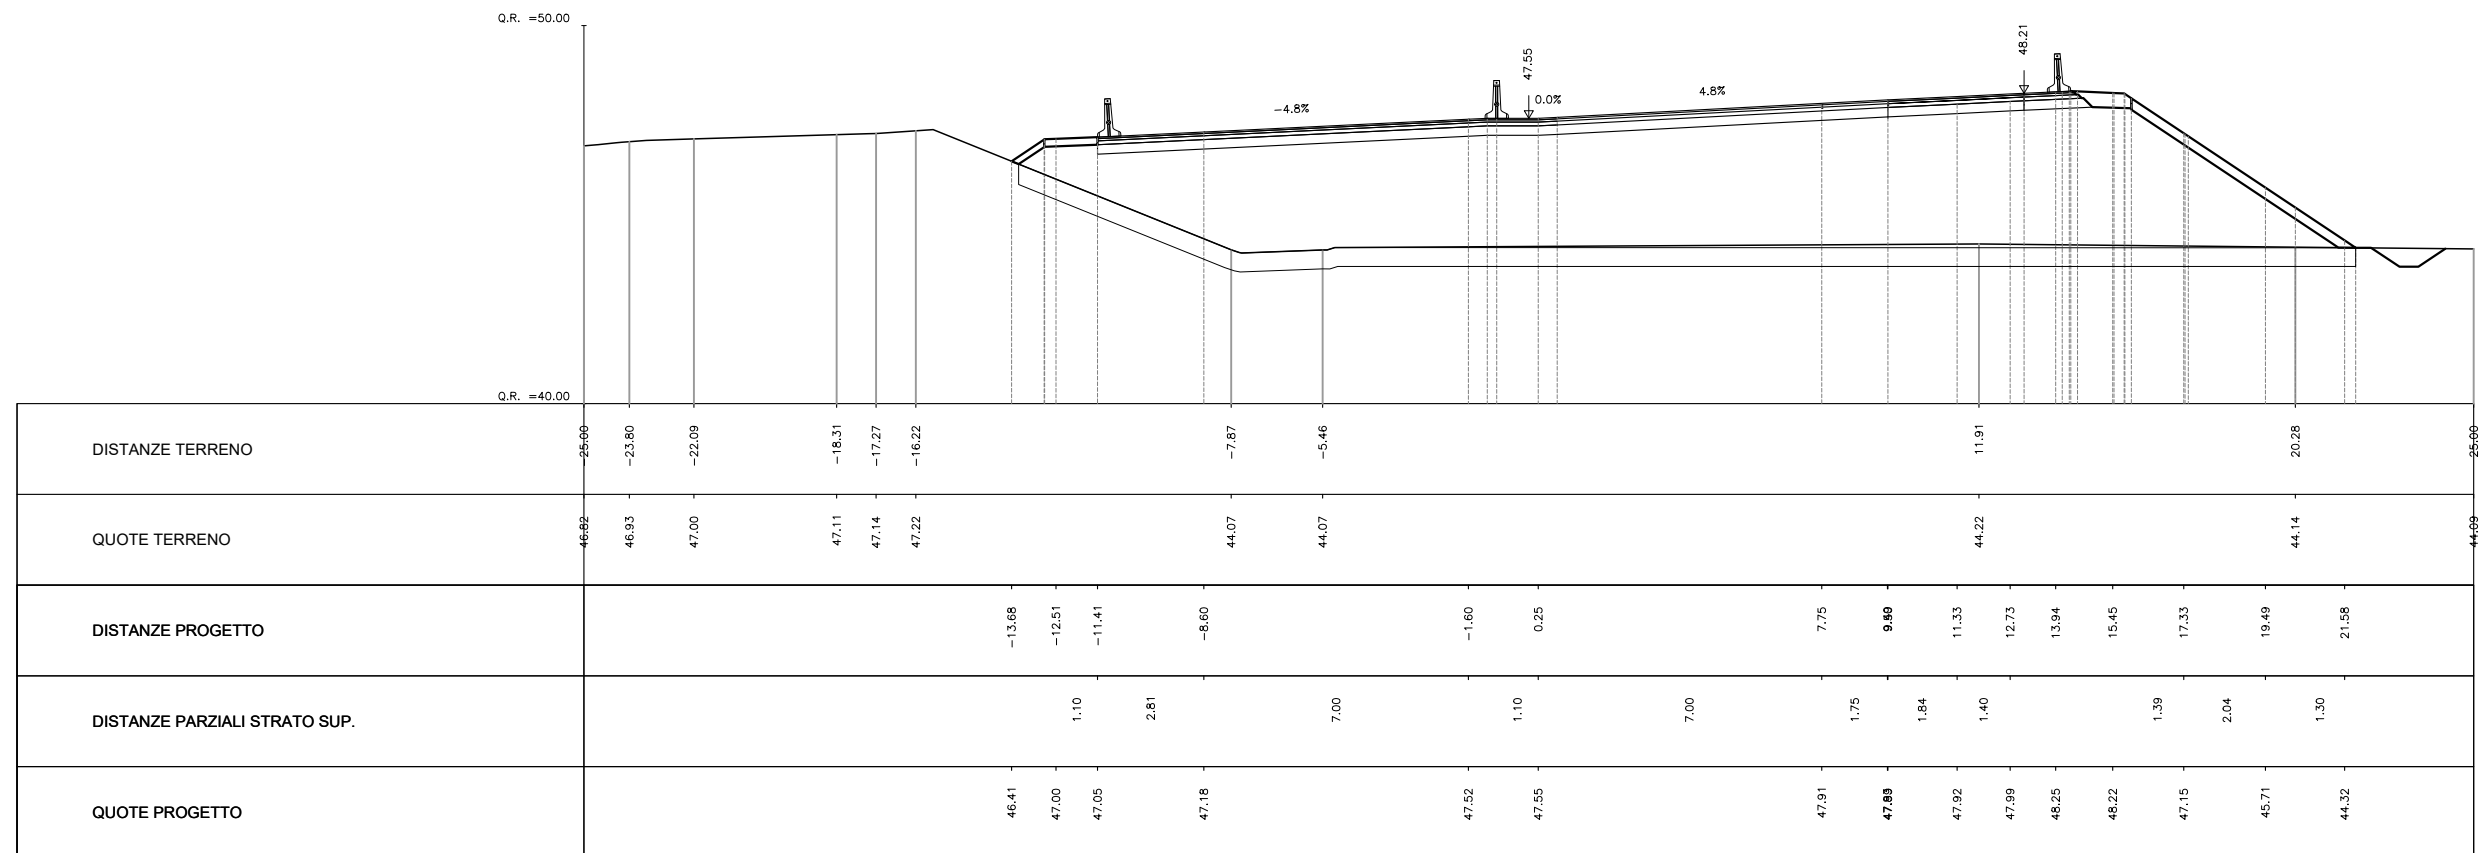 Q.R. =50.00
48.21
47.55
-4.8%
0.0%
4.8%
Q.R. =40.00
DISTANZE TERRENO
-25.00 -23.80 -22.09 -18.31 -17.27 -16.22 -7.87 -5.46 11.91 20.28 25.00
QUOTE TERRENO
46.82 46.93 47.00 47.11 47.14 47.22 44.07 44.07 44.22 44.14 44.09
DISTANZE PROGETTO
-13.68 -12.51 -11.41 -8.60 -1.60 0.25 7.75 11.33 12.73 13.94 15.45 17.33 19.49 21.58
DISTANZE PARZIALI STRATO SUP.
1.10 2.81 7.00 1.10 7.00 1.75 1.84 1.40 1.39 2.04 1.30
QUOTE PROGETTO
46.41 47.00 47.05 47.18 47.52 47.55 47.91 47.92 47.99 48.25 48.22 47.15 45.71 44.32